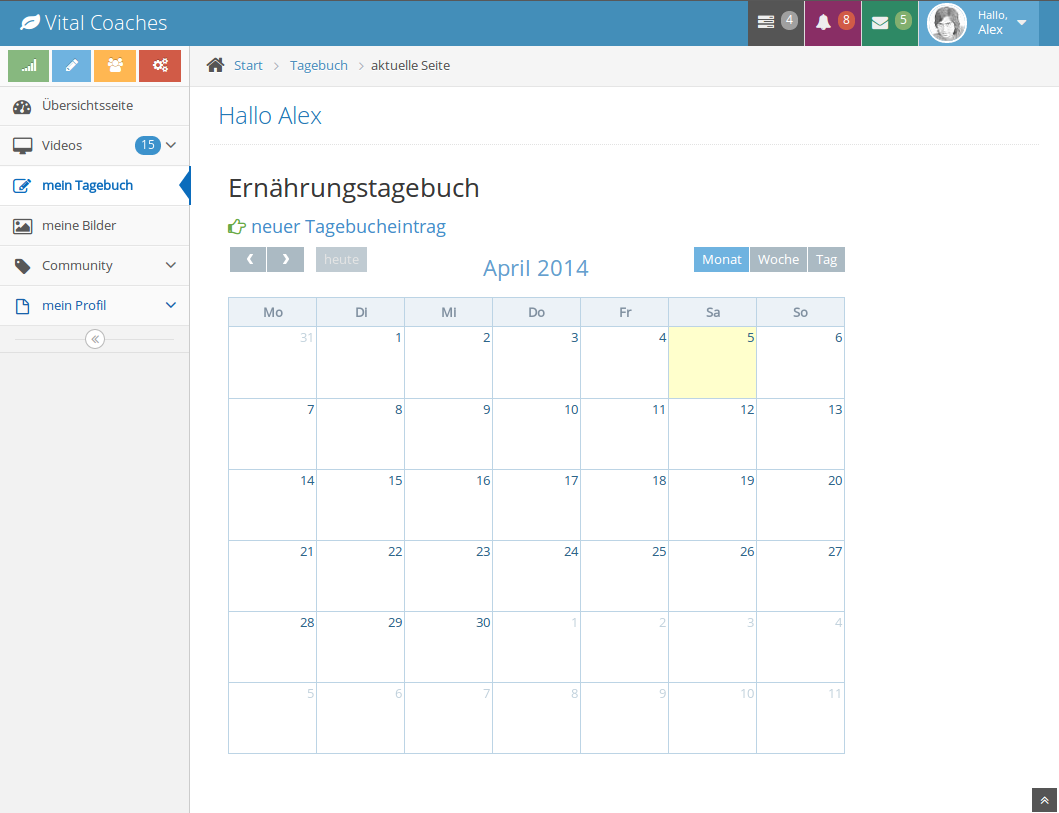 Vital Coaches
4
8
5
Hallo,
Alex
Start
Tagebuch
aktuelle Seite
Übersichtsseite
Videos 15
mein Tagebuch
meine Bilder
Community
mein Profil
Hallo Alex
Ernährungstagebuch
neuer Tagebucheintrag
heute
April 2014
Monat Woche Tag
Mo Di Mi Do Fr Sa So
31 1 2 3 4 5 6
7 8 9 10 11 12 13
14 15 16 17 18 19 20
21 22 23 24 25 26 27
28 29 30 1 2 3 4
5 6 7 8 9 10 11